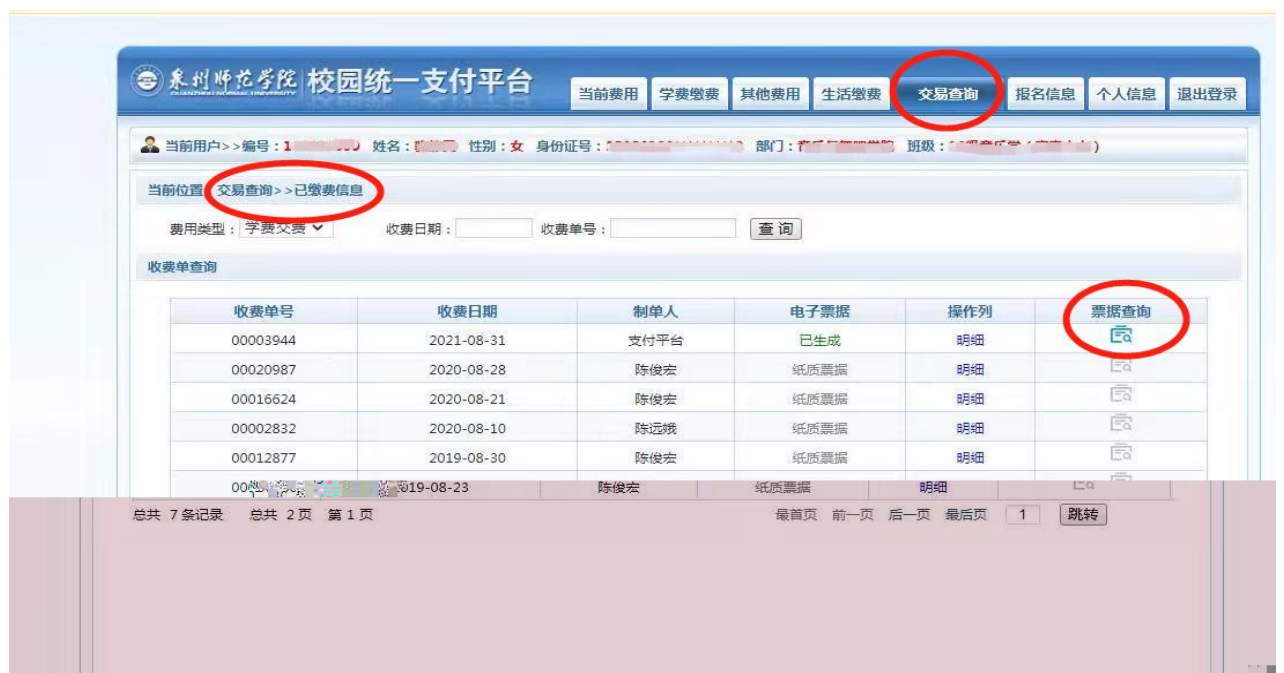 泉州师范学院 校园统一支付平台
QUANZHOU NORMAL UNIVERSITY
当前费用 学费缴费 其他费用 生活缴费 交易查询 报名信息 个人信息 退出登录
当前用户>>编号：1 姓名： 性别：女 身份证号： 部门： 班级：
当前位置 交易查询>>已缴费信息
费用类型：学费交费 收费日期： 收费单号： 查询
收费单查询
收费单号 收费日期 制单人 电子票据 操作列 票据查询
00003944 2021-08-31 支付平台 已生成 明细
00020987 2020-08-28 陈俊宏 纸质票据 明细
00016624 2020-08-21 陈俊宏 纸质票据 明细
00002832 2020-08-10 陈远娥 纸质票据 明细
00012877 2019-08-30 陈俊宏 纸质票据 明细
00 019-08-23 陈俊宏 纸质票据 明细
总共 7条记录 总共 2页 第1页 最首页 前一页 后一页 最后页 1 跳转